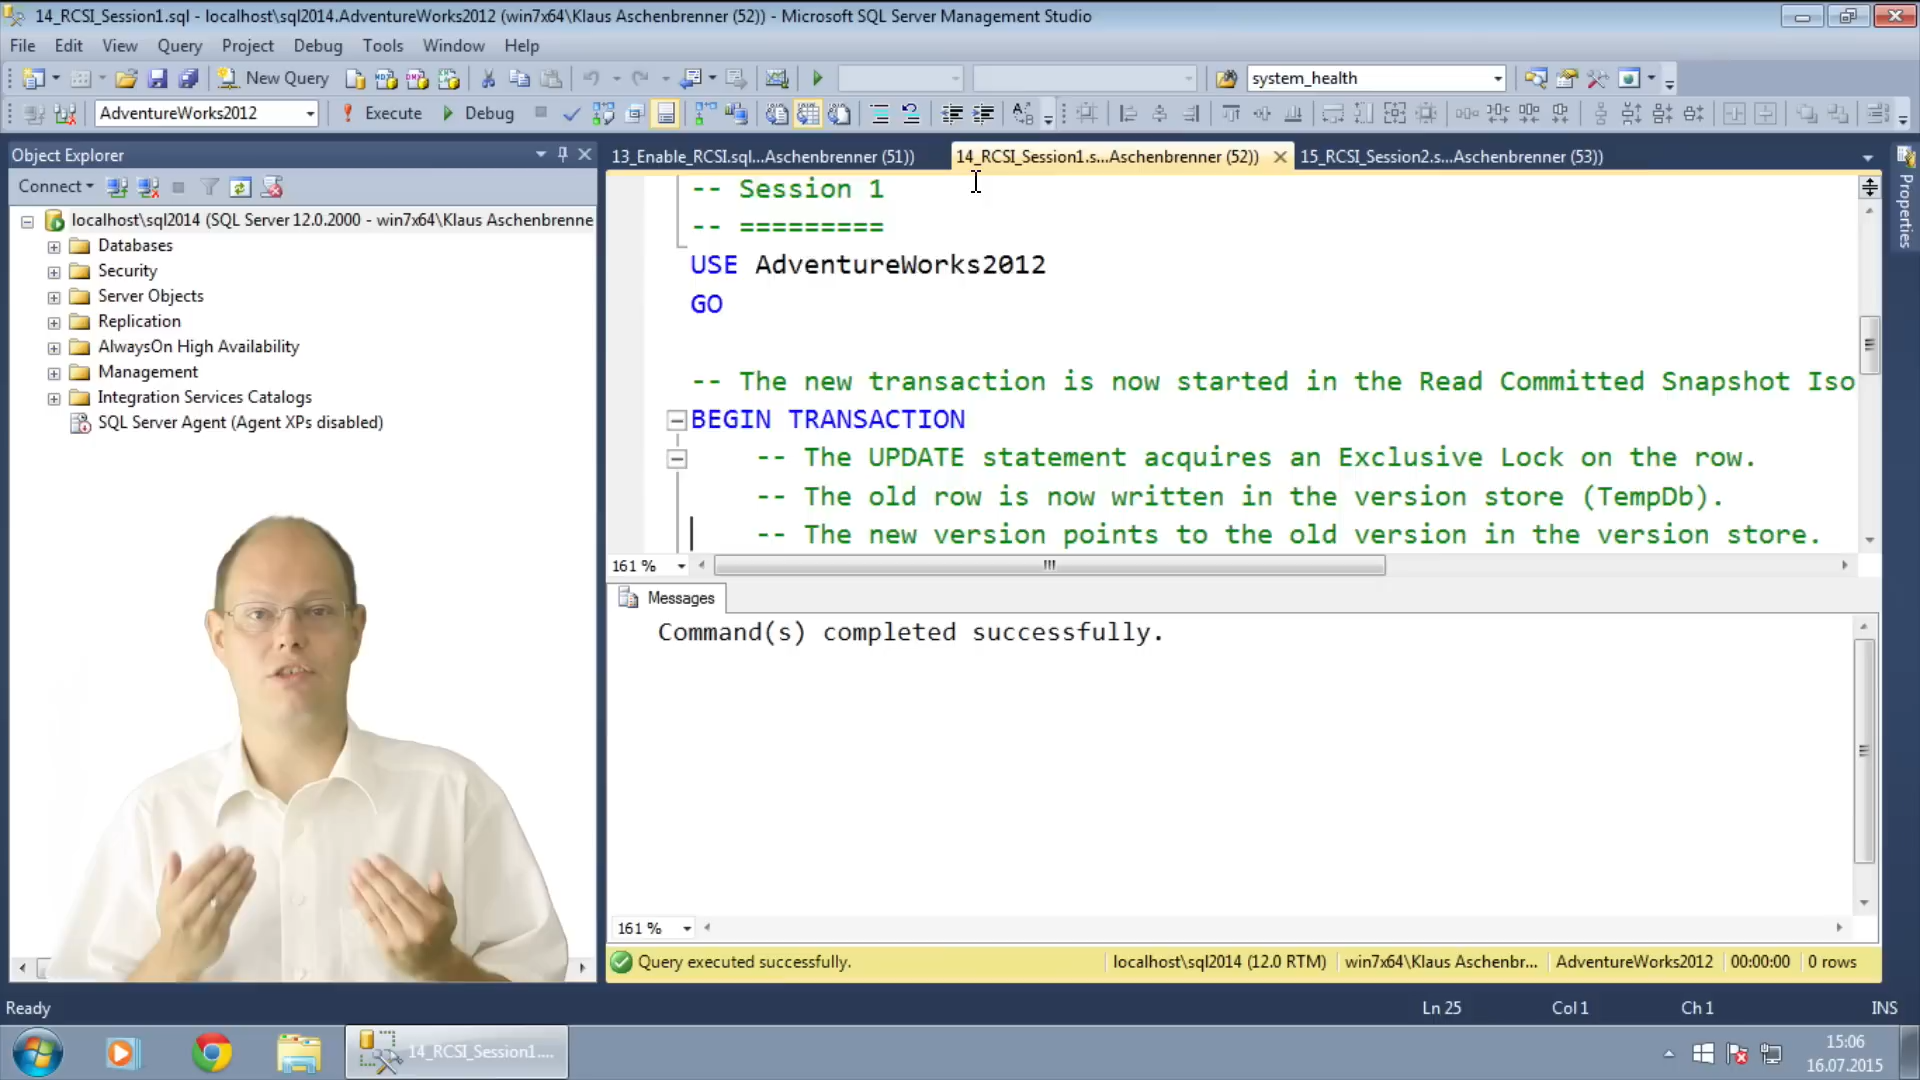 14_RCSI_Session1.sql - localhost\sql2014.AdventureWorks2012 (win7x64\Klaus Aschenbrenner (52)) - Microsoft SQL Server Management Studio
File Edit View Query Project Debug Tools Window Help
New Query
system_health
AdventureWorks2012
Execute
Debug
Object Explorer
13_Enable_RCSI.sql...Aschenbrenner (51))
14_RCSI_Session1.s...Aschenbrenner (52))
15_RCSI_Session2.s...Aschenbrenner (53))
Properties
Connect
localhost\sql2014 (SQL Server 12.0.2000 - win7x64\Klaus Aschenbrenne
Databases
Security
Server Objects
Replication
AlwaysOn High Availability
Management
Integration Services Catalogs
SQL Server Agent (Agent XPs disabled)
-- Session 1
-- =========
USE AdventureWorks2012
GO
-- The new transaction is now started in the Read Committed Snapshot Iso
BEGIN TRANSACTION
-- The UPDATE statement acquires an Exclusive Lock on the row.
-- The old row is now written in the version store (TempDb).
-- The new version points to the old version in the version store.
161 %
Messages
Command(s) completed successfully.
161 %
Query executed successfully.
localhost\sql2014 (12.0 RTM)
win7x64\Klaus Aschenbr...
AdventureWorks2012
00:00:00
0 rows
Ready
Ln 25
Col 1
Ch 1
INS
14_RCSI_Session1....
15:06
16.07.2015